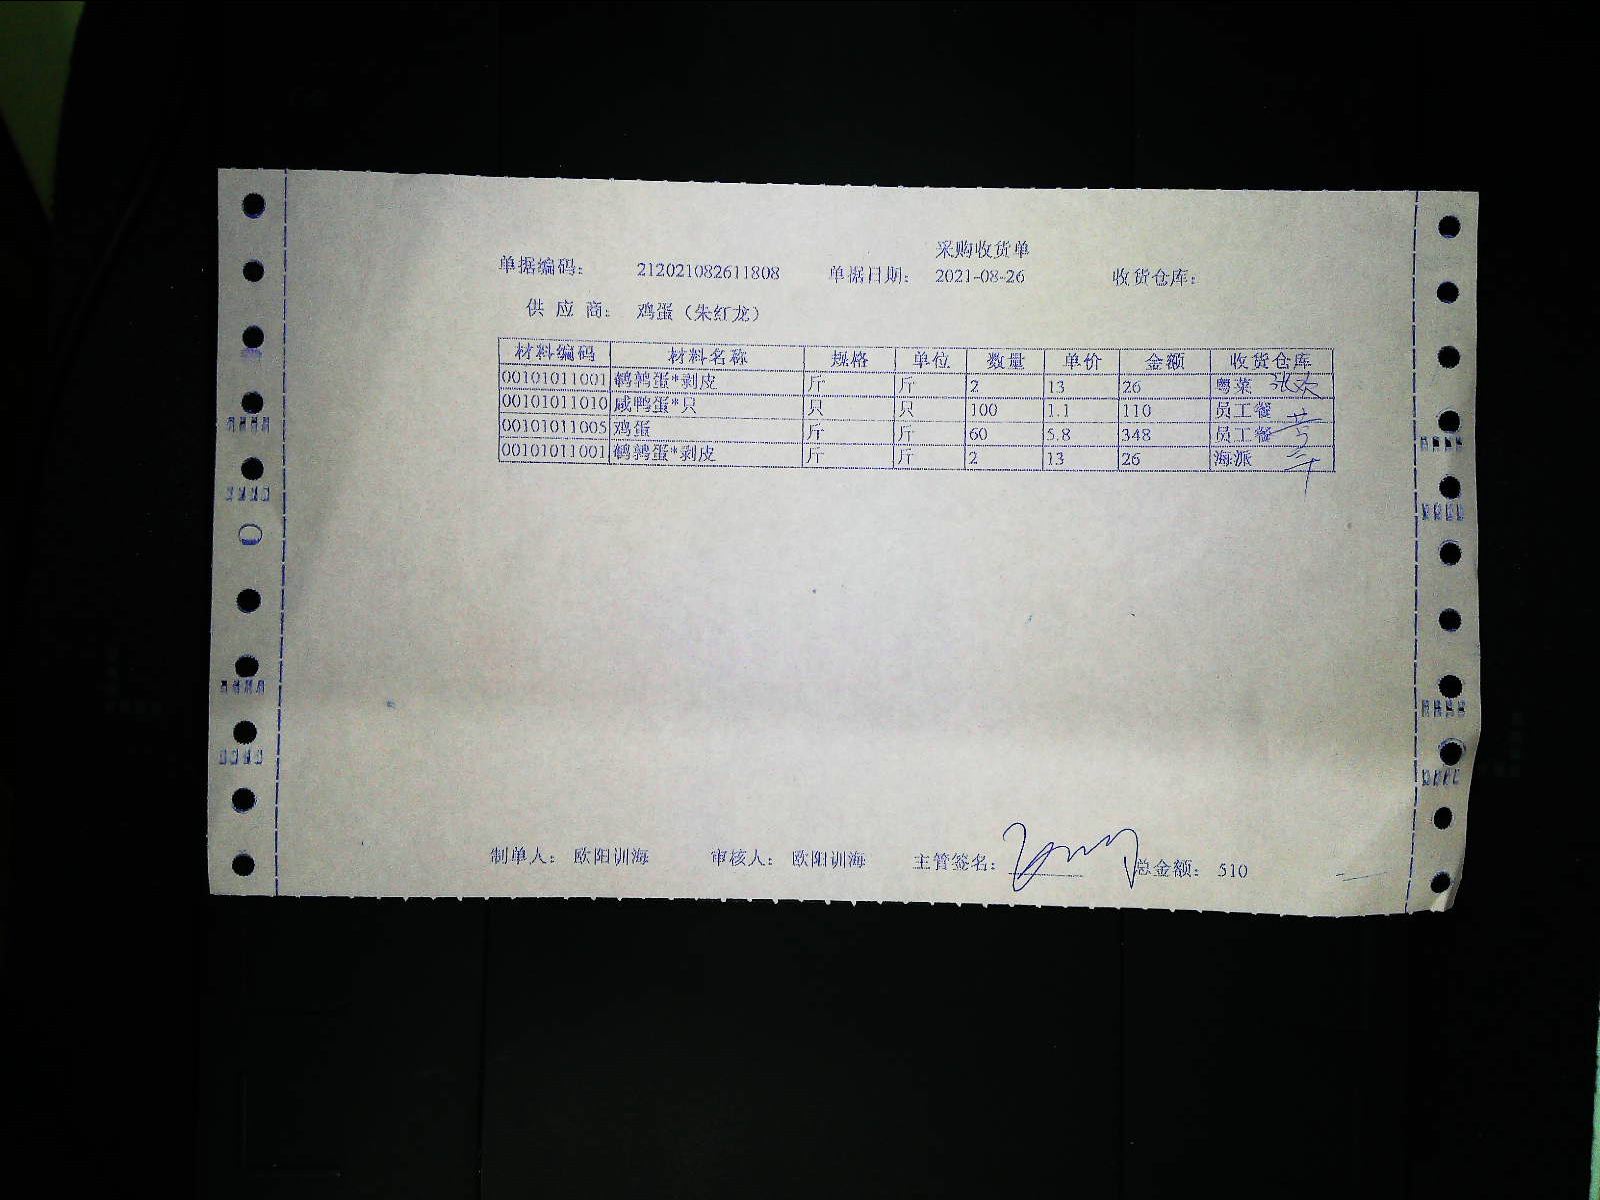 采购收货单
单据编码： 212021082611808 单据日期： 2021-08-26 收货仓库：
供应商： 鸡蛋（朱红龙）
材料编码 材料名称 规格 单位 数量 单价 金额 收货仓库
00101011001 鹌鹑蛋*剥皮 斤 斤 2 13 26 粤菜
00101011010 咸鸭蛋*只 只 只 100 1.1 110 员工餐
00101011005 鸡蛋 斤 斤 60 5.8 348 员工餐
00101011001 鹌鹑蛋*剥皮 斤 斤 2 13 26 海派
制单人： 欧阳训海 审核人： 欧阳训海 主管签名： 总金额： 510